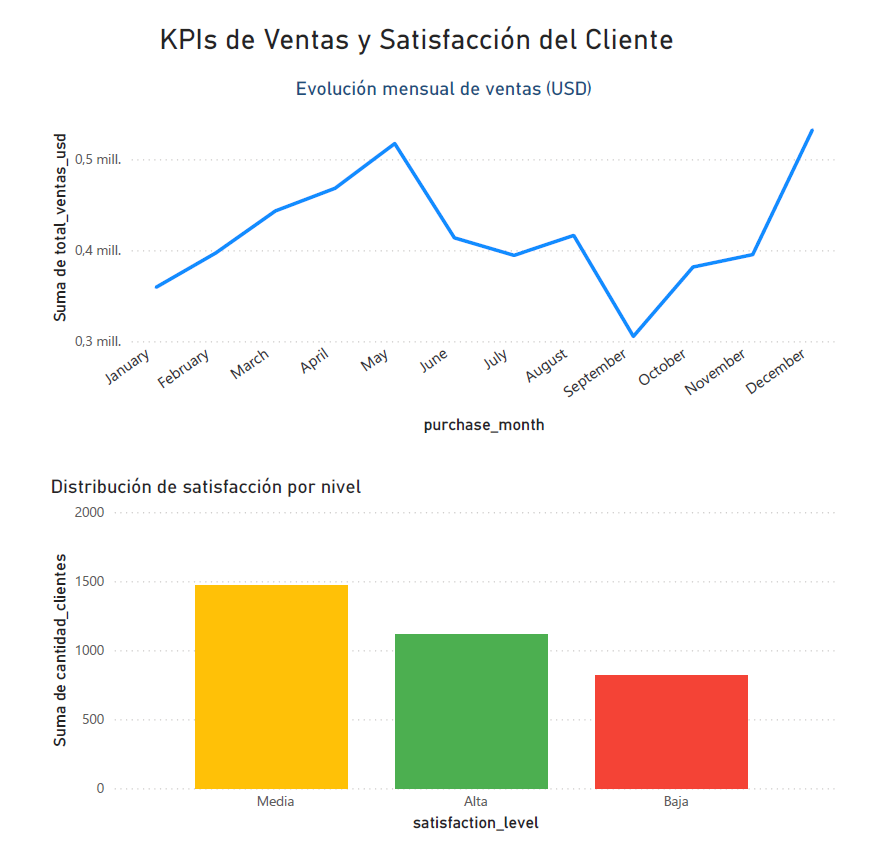 KPIs de Ventas y Satisfacción del Cliente
Evolución mensual de ventas (USD)
Suma de total_ventas_usd
0,5 mill.
0,4 mill.
0,3 mill.
January
February
March
April
May
June
July
August
September
October
November
December
purchase_month
Distribución de satisfacción por nivel
Suma de cantidad_clientes
2000
1500
1000
500
0
Media
Alta
Baja
satisfaction_level